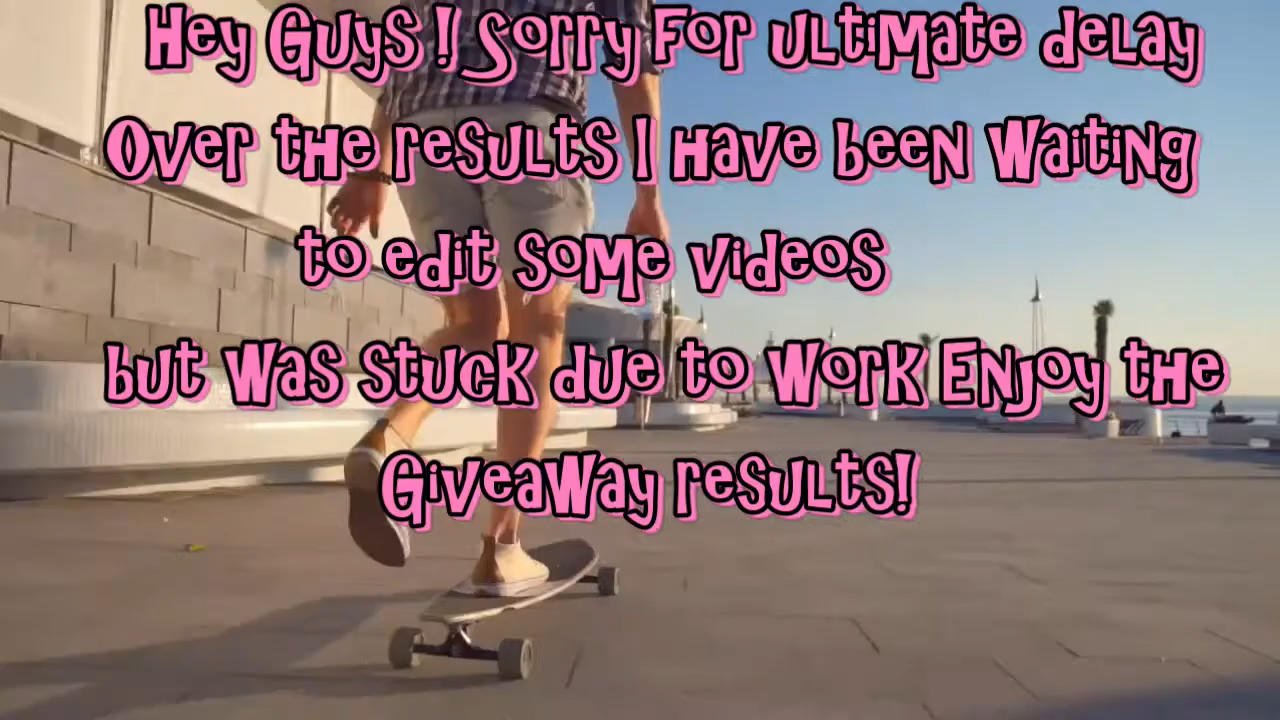 Hey Guys ! Sorry For ultimate delay
Over the results I have been Waiting
to edit some videos
but was stuck due to work Enjoy the
Giveaway results!